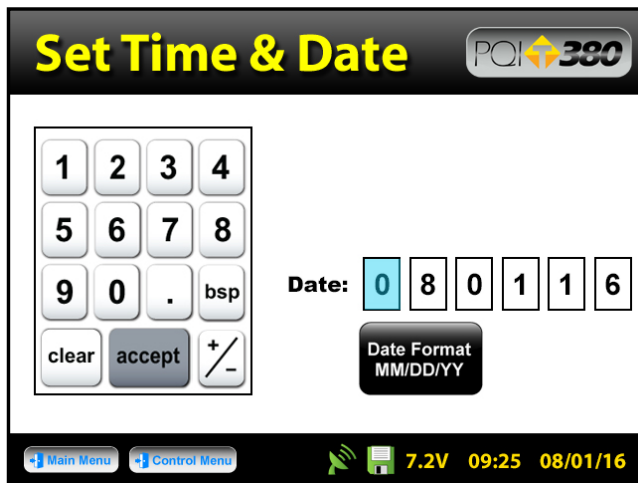 Set Time & Date
PQI T 380
1 2 3 4
5 6 7 8
9 0 . bsp
clear accept +/−
Date: 0 8 0 1 1 6
Date Format
MM/DD/YY
Main Menu Control Menu 7.2V 09:25 08/01/16